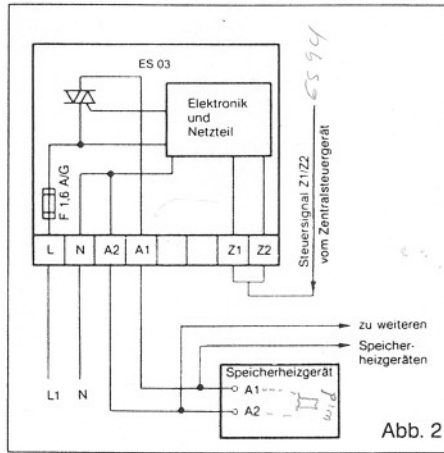 ES 03
ES 94
Elektronik
und
Netzteil
F 1,6 A/G
Steuersignal Z1/Z2
vom Zentralsteuergerät
L N A2 A1 Z1 Z2
zu weiteren
Speicher-
heizgeräten
Speicherheizgerät
L1 N
A1
A2
Wid
Abb. 2